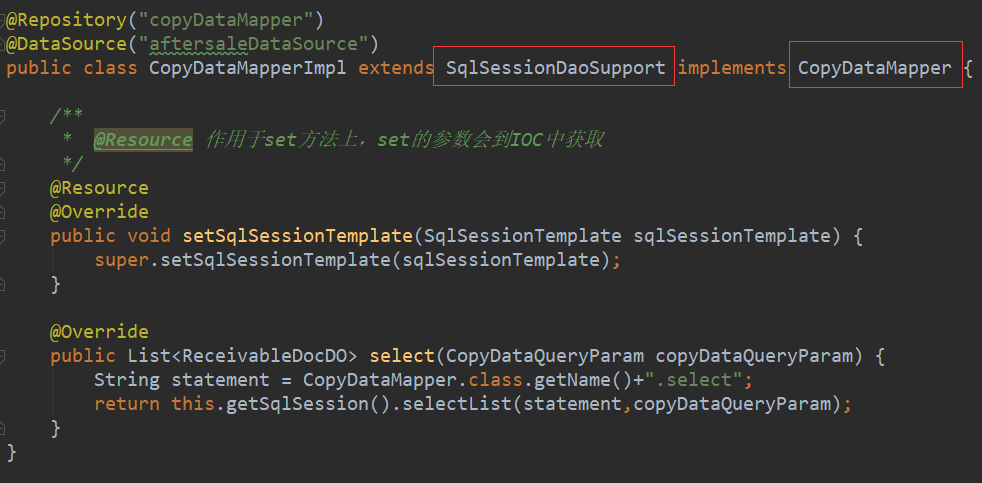 @Repository("copyDataMapper")
@DataSource("aftersaleDataSource")
public class CopyDataMapperImpl extends SqlSessionDaoSupport implements CopyDataMapper {
/**
* @Resource 作用于set方法上，set的参数会到IOC中获取
*/
@Resource
@Override
public void setSqlSessionTemplate(SqlSessionTemplate sqlSessionTemplate) {
super.setSqlSessionTemplate(sqlSessionTemplate);
}
@Override
public List<ReceivableDocDO> select(CopyDataQueryParam copyDataQueryParam) {
String statement = CopyDataMapper.class.getName()+".select";
return this.getSqlSession().selectList(statement,copyDataQueryParam);
}
}